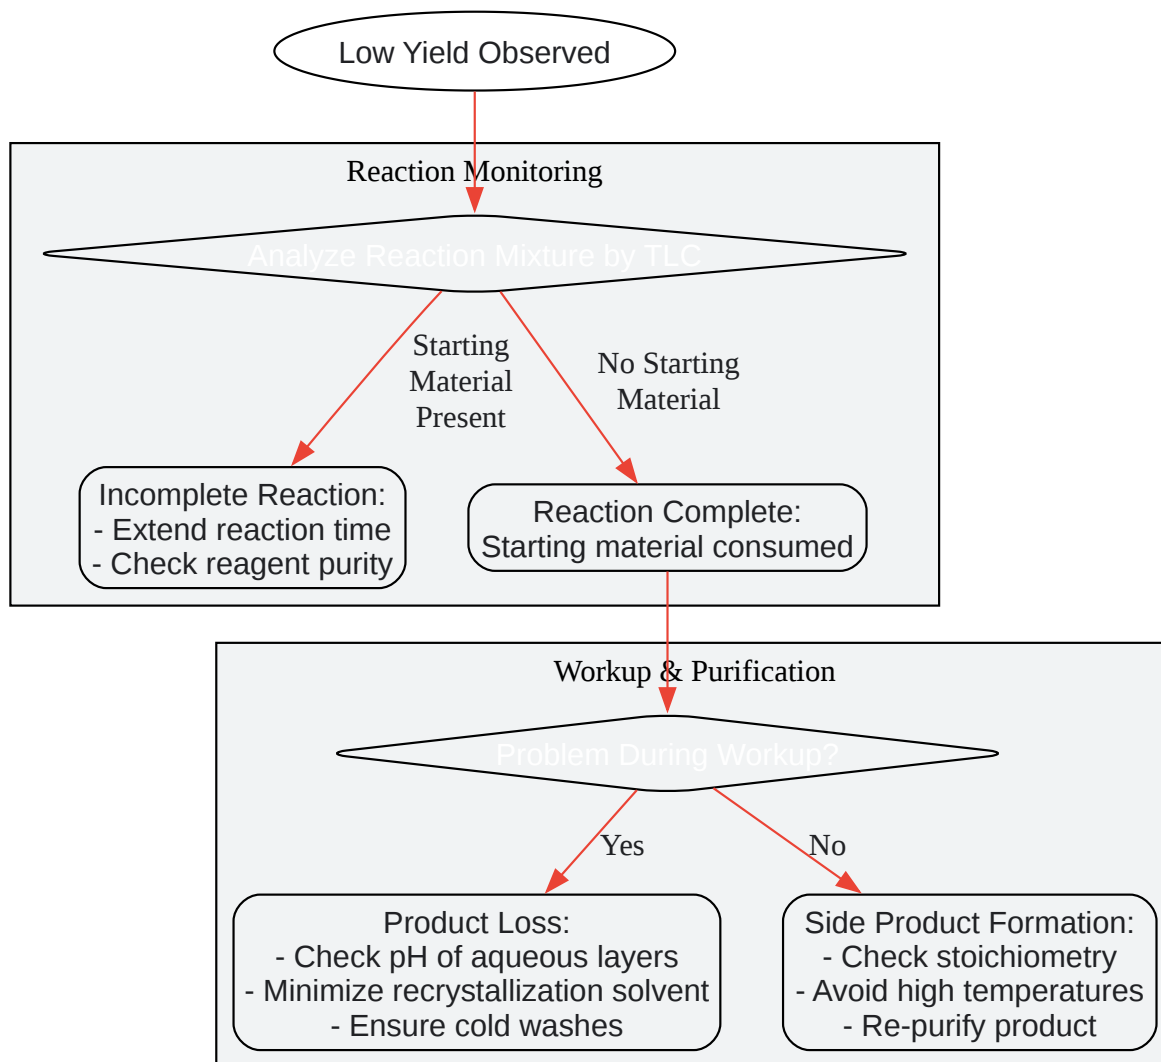 Low Yield Observed
Reaction Monitoring
Analyze Reaction Mixture by TLC
Starting
Material
Present
No Starting
Material
Incomplete Reaction:
- Extend reaction time
- Check reagent purity
Reaction Complete:
Starting material consumed
Workup & Purification
Problem During Workup?
Yes
No
Product Loss:
- Check pH of aqueous layers
- Minimize recrystallization solvent
- Ensure cold washes
Side Product Formation:
- Check stoichiometry
- Avoid high temperatures
- Re-purify product